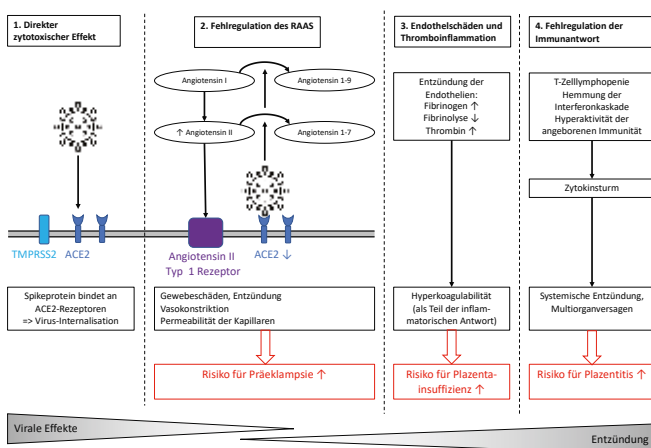 1. Direkter
zytotoxischer Effekt
2. Fehlregulation des RAAS
3. Endothelschäden und
Thromboinflammation
4. Fehlregulation der
Immunantwort
Angiotensin I
Angiotensin 1-9
↑ Angiotensin II
Angiotensin 1-7
Entzündung der
Endothelien:
Fibrinogen ↑
Fibrinolyse ↓
Thrombin ↑
T-Zelllymphopenie
Hemmung der
Interferonkaskade
Hyperaktivität der
angeborenen Immunität
Zytokinsturm
TMPRSS2
ACE2
Angiotensin II
Typ 1 Rezeptor
ACE2 ↓
Spikeprotein bindet an
ACE2-Rezeptoren
=> Virus-Internalisation
Gewebeschäden, Entzündung
Vasokonstriktion
Permeabilität der Kapillaren
Hyperkoagulabilität
(als Teil der inflam-
matorischen Antwort)
Systemische Entzündung,
Multiorganversagen
Risiko für Präeklampsie ↑
Risiko für Plazenta-
insuffizienz ↑
Risiko für Plazentitis ↑
Virale Effekte
Entzündung